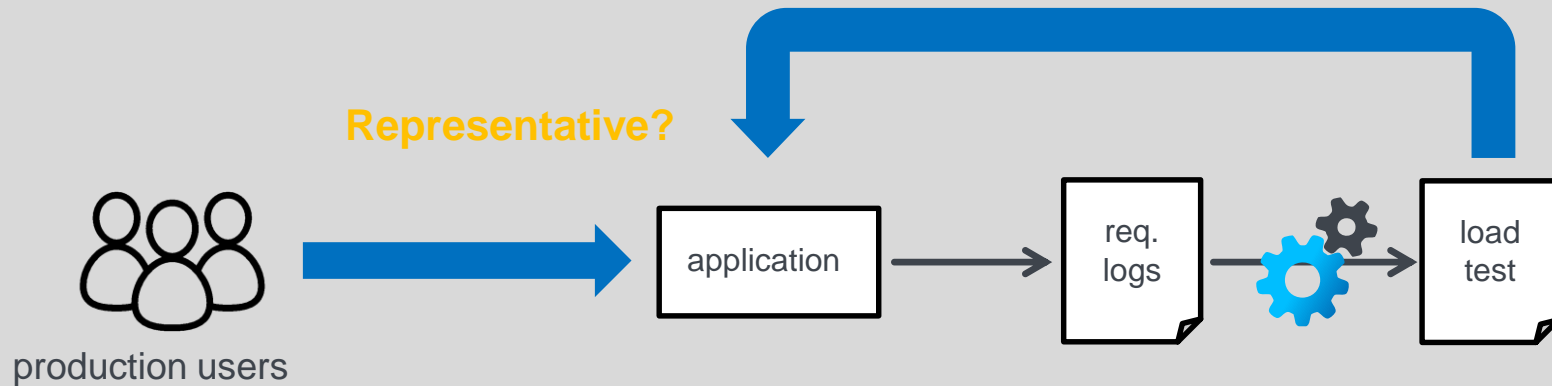 Representative?
production users
application
req.
logs
load
test